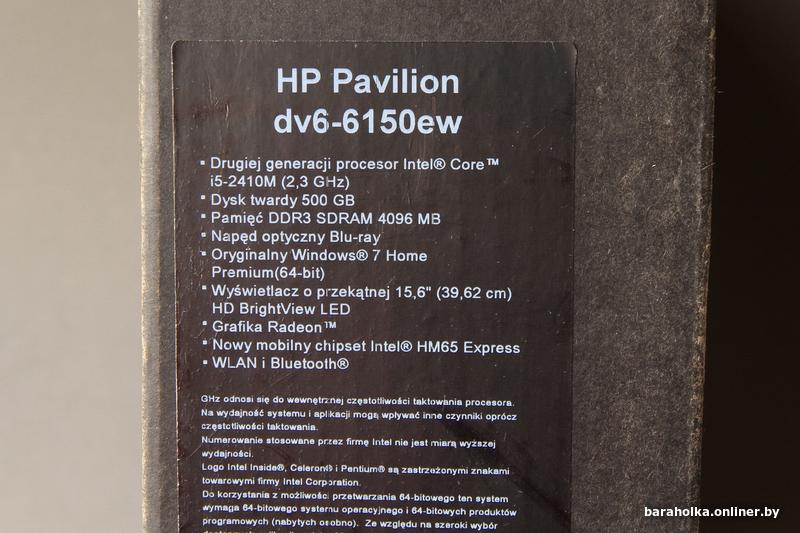 HP Pavilion
dv6-6150ew
▪ Drugiej generacji procesor Intel® Core™
i5-2410M (2,3 GHz)
▪ Dysk twardy 500 GB
▪ Pamięć DDR3 SDRAM 4096 MB
▪ Napęd optyczny Blu-ray
▪ Oryginalny Windows® 7 Home
Premium(64-bit)
▪ Wyświetlacz o przekątnej 15,6" (39,62 cm)
HD BrightView LED
▪ Grafika Radeon™
▪ Nowy mobilny chipset Intel® HM65 Express
▪ WLAN i Bluetooth®
GHz odnosi się do wewnętrznej częstotliwości taktowania procesora.
Na wydajność systemu i aplikacji mogą wpływać inne czynniki oprócz
częstotliwości taktowania.
Numerowanie stosowane przez firmę Intel nie jest miarą wyższej
wydajności.
Logo Intel Inside®, Celeron® i Pentium® są zastrzeżonymi znakami
towarowymi firmy Intel Corporation.
Do korzystania z możliwości przetwarzania 64-bitowego ten system
wymaga 64-bitowego systemu operacyjnego i 64-bitowych produktów
programowych (nabytych osobno). Ze względu na szeroki wybór
baraholka.onliner.by